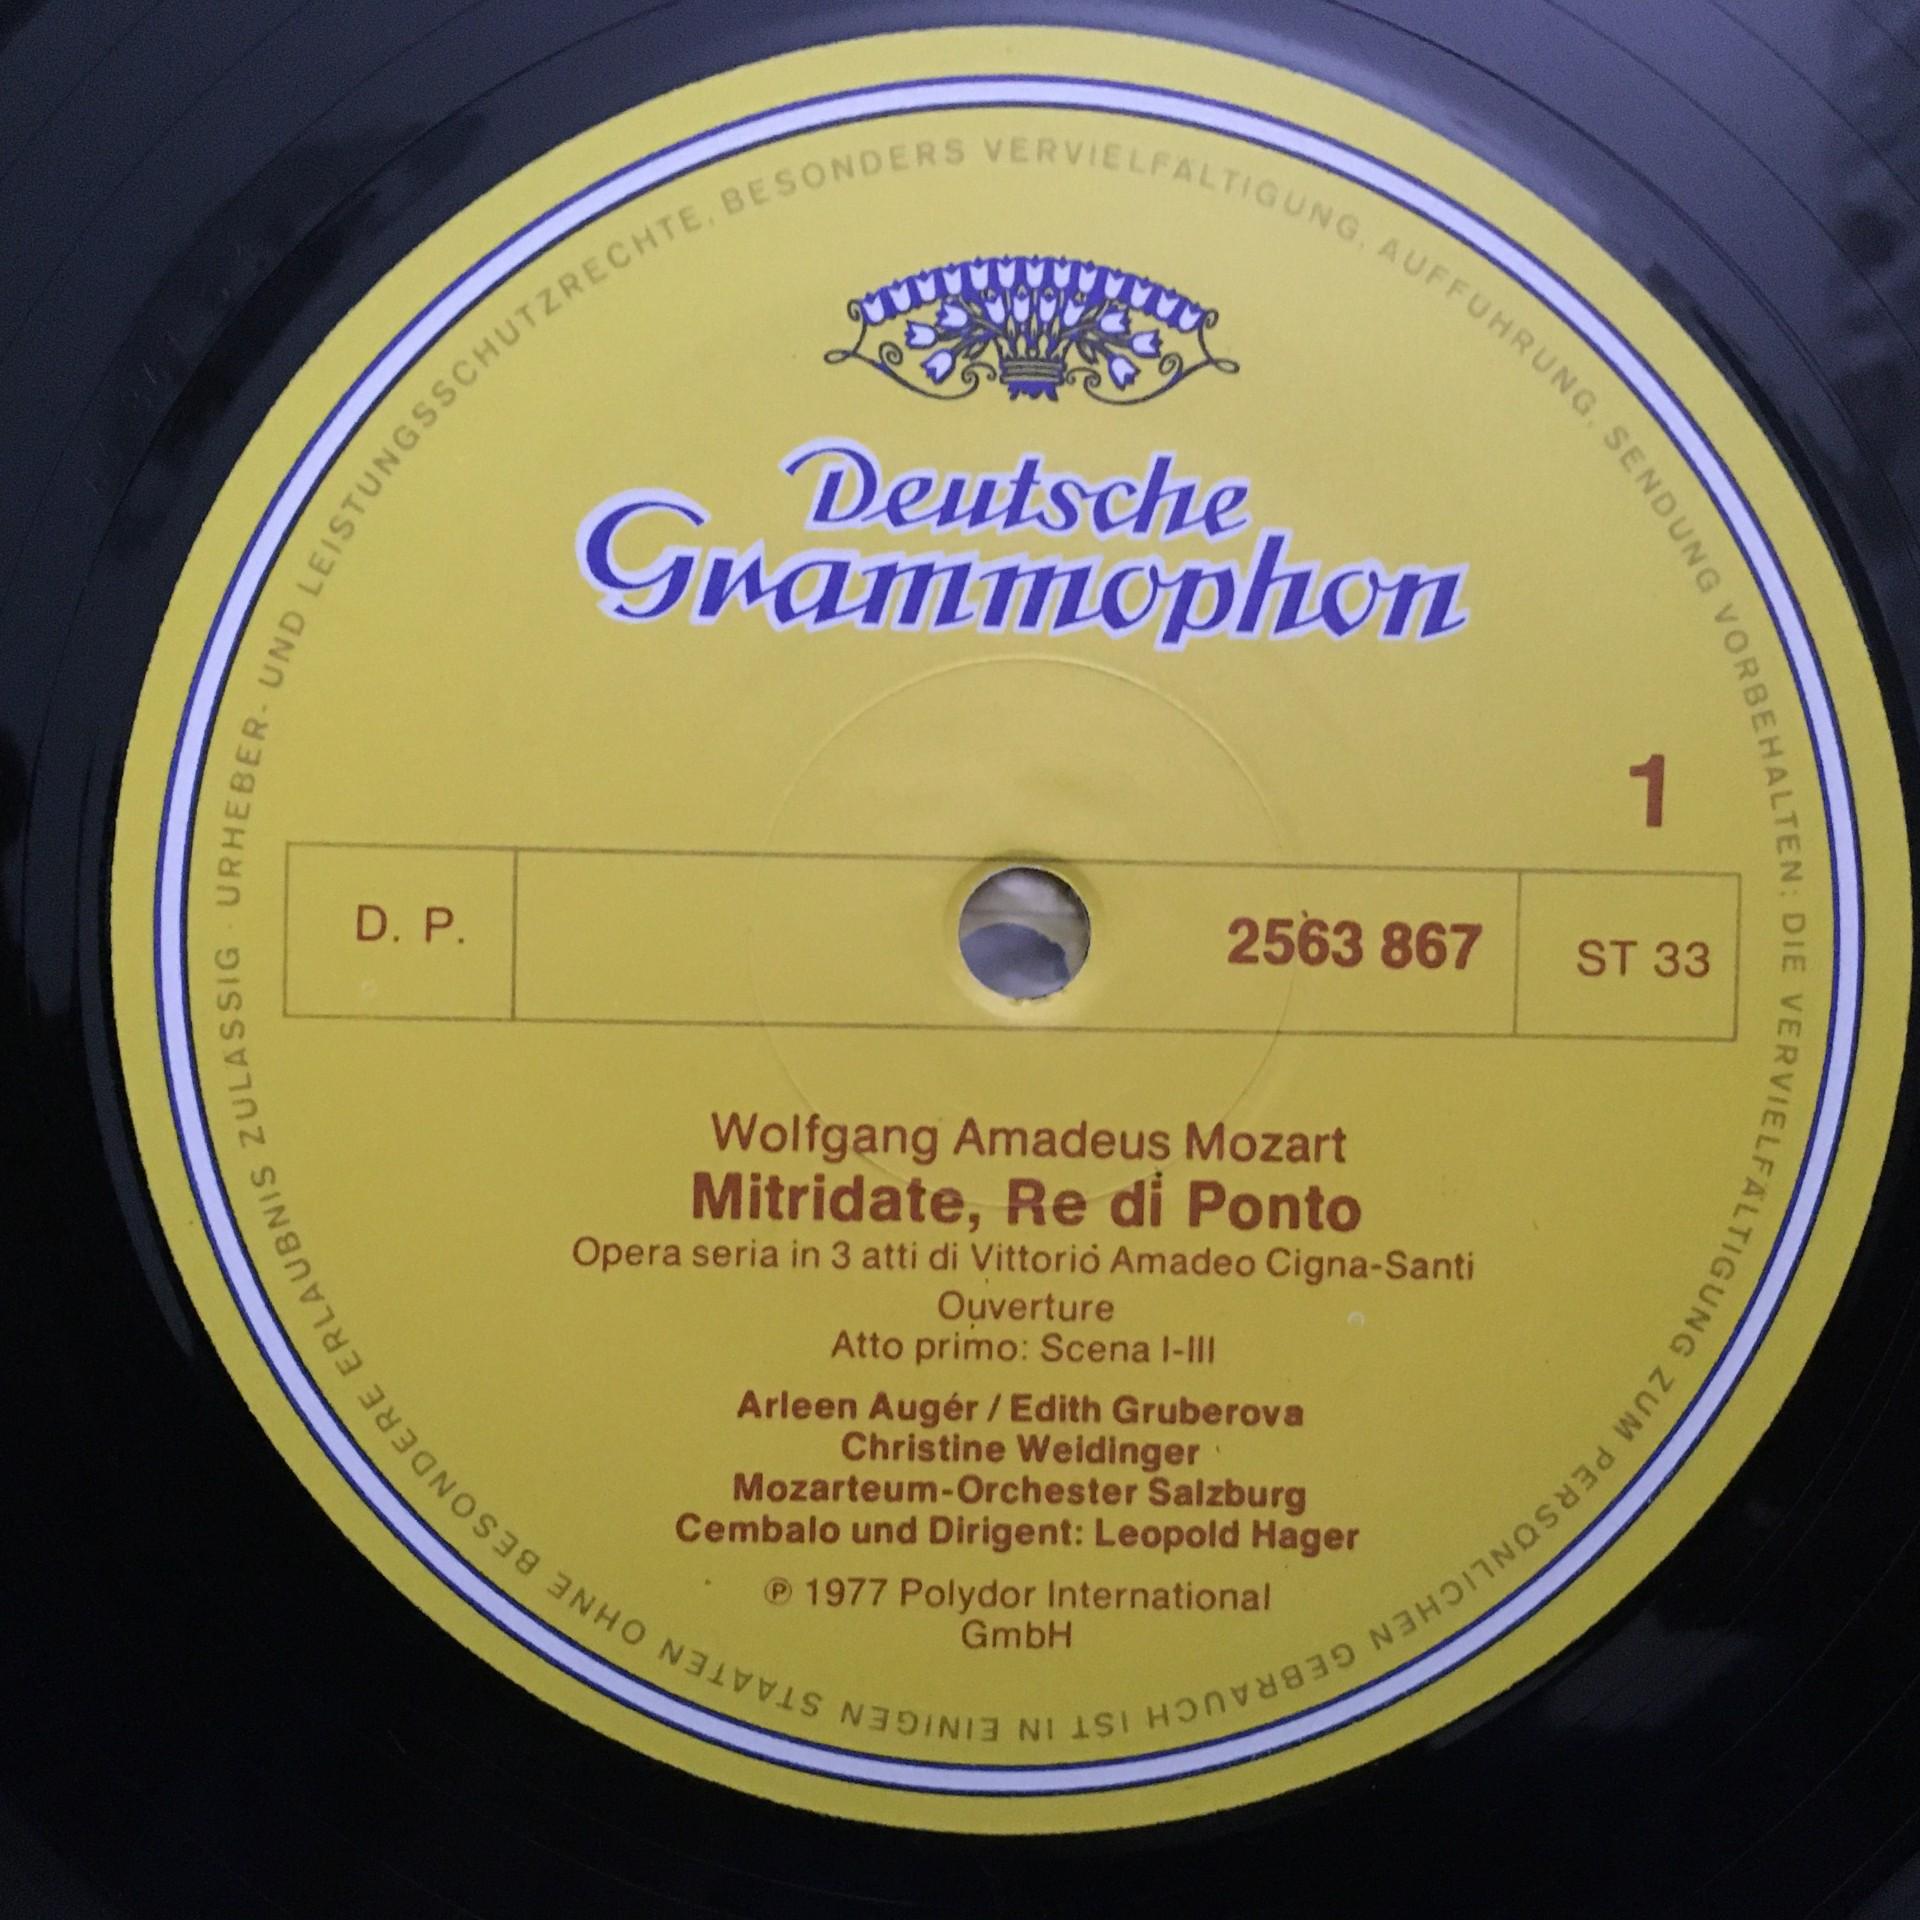 URHEBER- UND LEISTUNGSSCHUTZRECHTE, BESONDERS VERVIELFÄLTIGUNG, AUFFÜHRUNG, SENDUNG VORBEHALTEN; DIE VERVIELFÄLTIGUNG ZUM PERSÖNLICHEN GEBRAUCH IST IN EINIGEN STAATEN OHNE BESONDERE ERLAUBNIS ZULÄSSIG ·
Deutsche
Grammophon
1
D. P.
2563 867
ST 33
Wolfgang Amadeus Mozart
Mitridate, Re di Ponto
Opera seria in 3 atti di Vittorio Amadeo Cigna-Santi
Ouverture
Atto primo: Scena I-III
Arleen Augér / Edith Gruberova
Christine Weidinger
Mozarteum-Orchester Salzburg
Cembalo und Dirigent: Leopold Hager
℗ 1977 Polydor International
GmbH